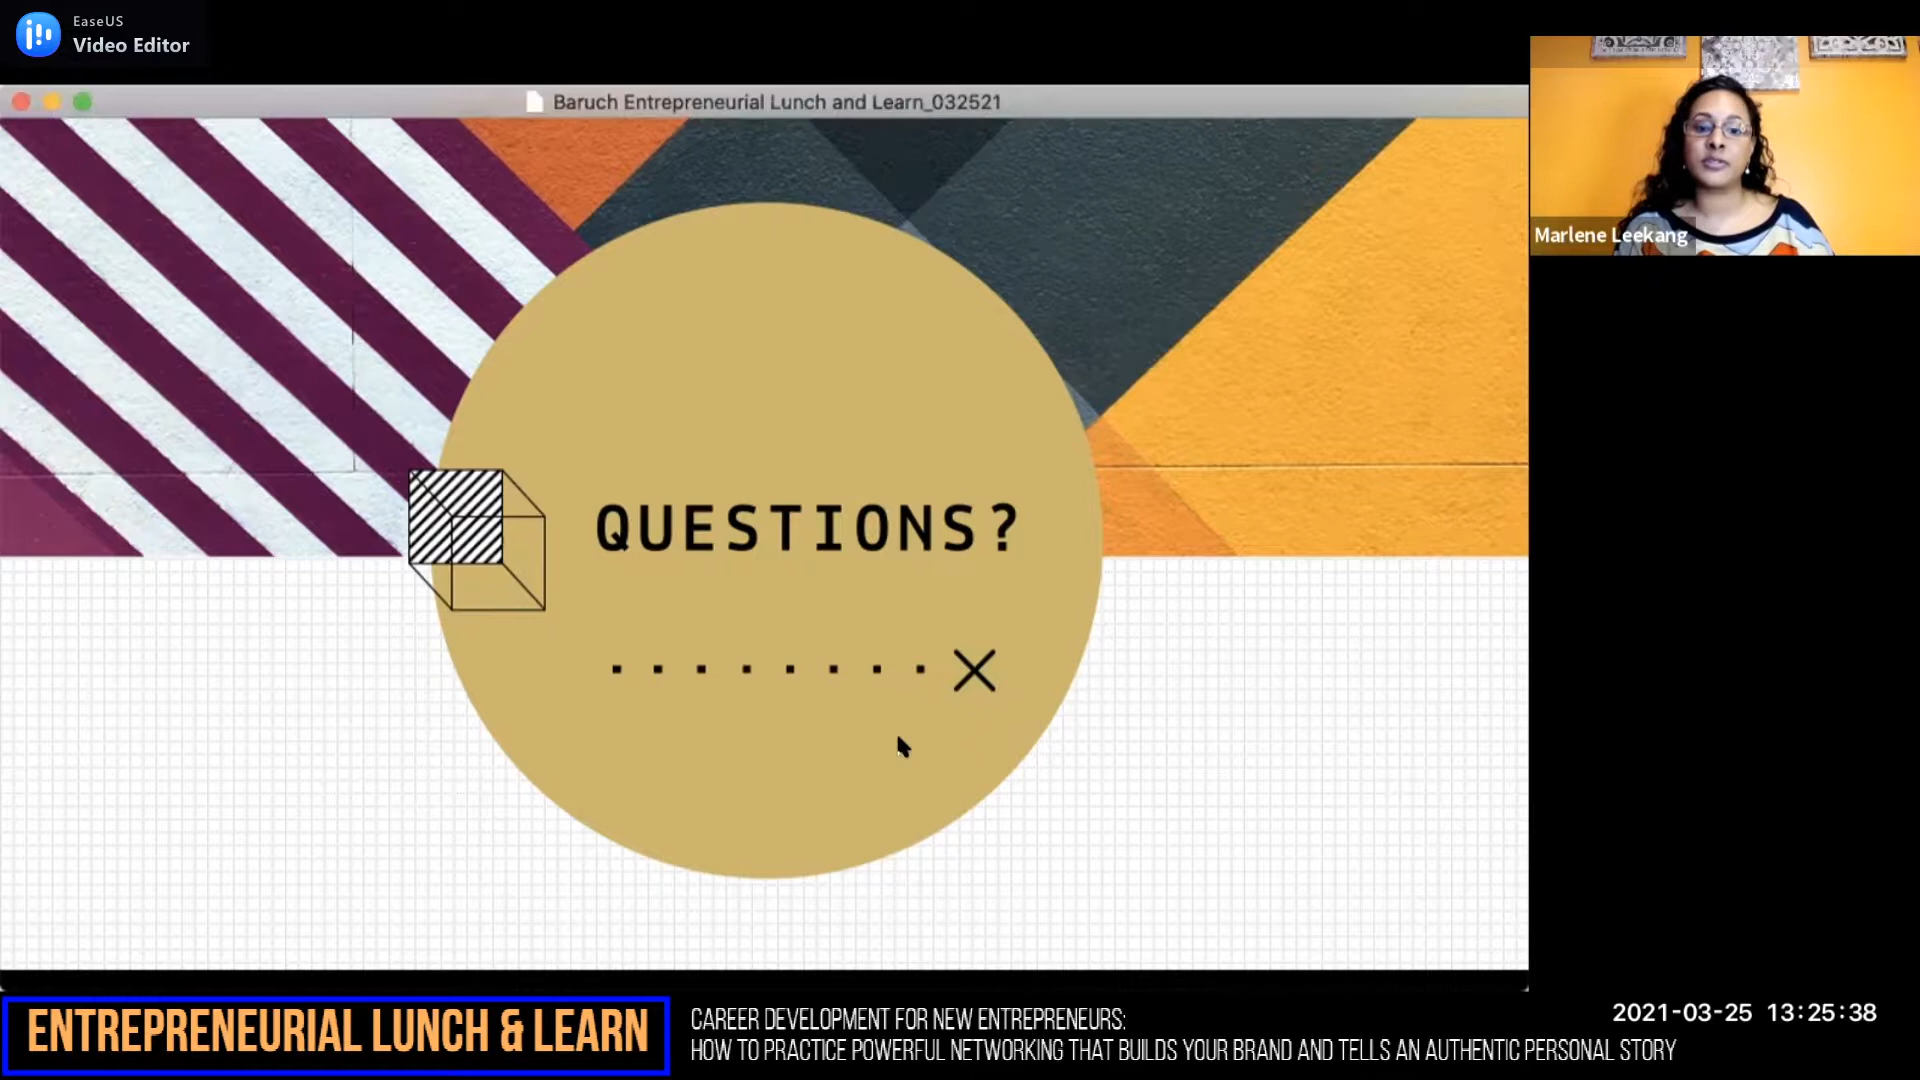 EaseUS
Video Editor
Baruch Entrepreneurial Lunch and Learn_032521
Marlene Leekang
QUESTIONS?
ENTREPRENEURIAL LUNCH & LEARN
CAREER DEVELOPMENT FOR NEW ENTREPRENEURS:
HOW TO PRACTICE POWERFUL NETWORKING THAT BUILDS YOUR BRAND AND TELLS AN AUTHENTIC PERSONAL STORY
2021-03-25 13:25:38